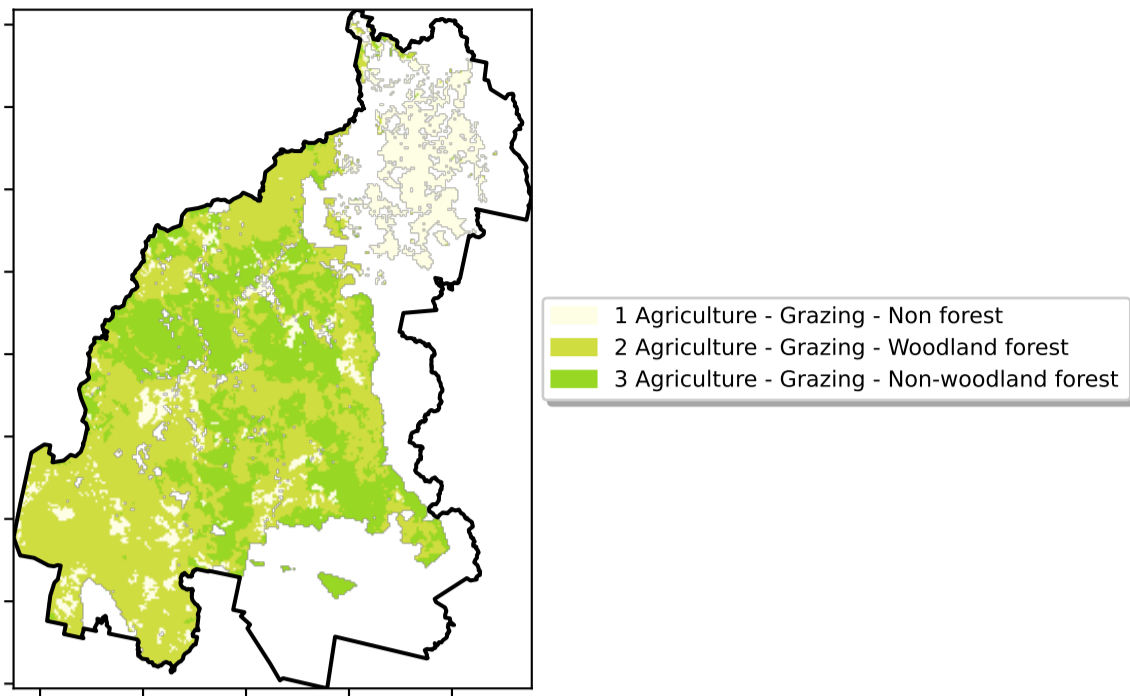 1 Agriculture - Grazing - Non forest
2 Agriculture - Grazing - Woodland forest
3 Agriculture - Grazing - Non-woodland forest